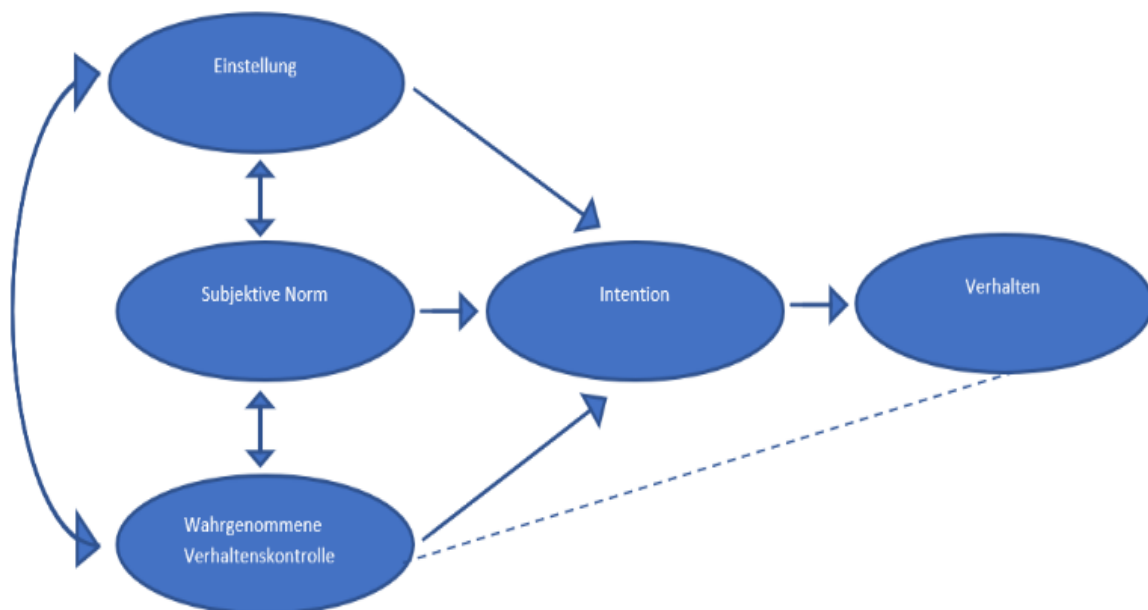 Einstellung
Subjektive Norm
Intention
Verhalten
Wahrgenommene
Verhaltenskontrolle